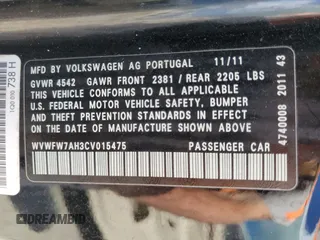 MFD BY VOLKSWAGEN AG PORTUGAL 11/11
GVWR 4542 GAWR FRONT 2381 / REAR 2205 LBS
THIS VEHICLE CONFORMS TO ALL APPLICABLE
FEDERAL MOTOR VEHICLE SAFETY, BUMPER
AND THEFT PREVENTION STANDARDS IN EFFECT
ON THE DATE OF MANUFACTURE SHOWN ABOVE
WVWFW7AH3CV015475 PASSENGER CAR
4740008 2011 43
738 H
DREAMBID